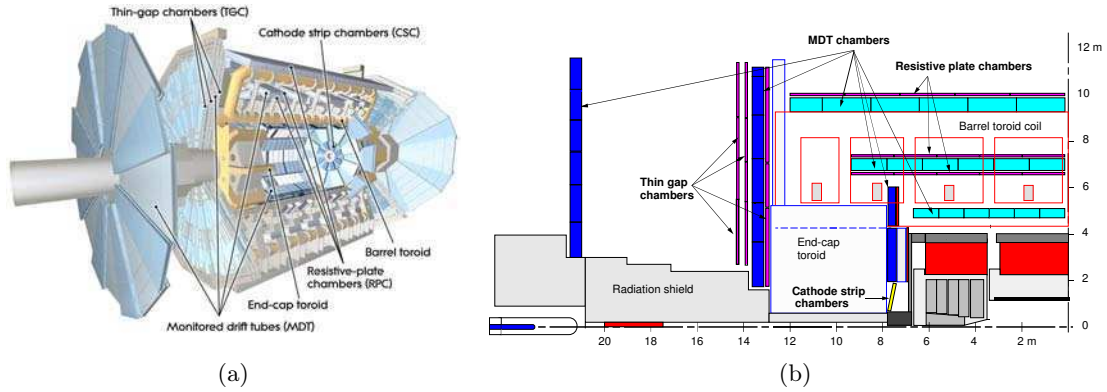 Thin-gap chambers (TGC)
Cathode strip chambers (CSC)
Barrel toroid
Resistive-plate
chambers (RPC)
End-cap toroid
Monitored drift tubes (MDT)
(a)
MDT chambers
Resistive plate chambers
Barrel toroid coil
Thin gap
chambers
End-cap
toroid
Radiation shield
Cathode strip
chambers
12 m
10
8
6
4
2
0
20 18 16 14 12 10 8 6 4 2 m
(b)